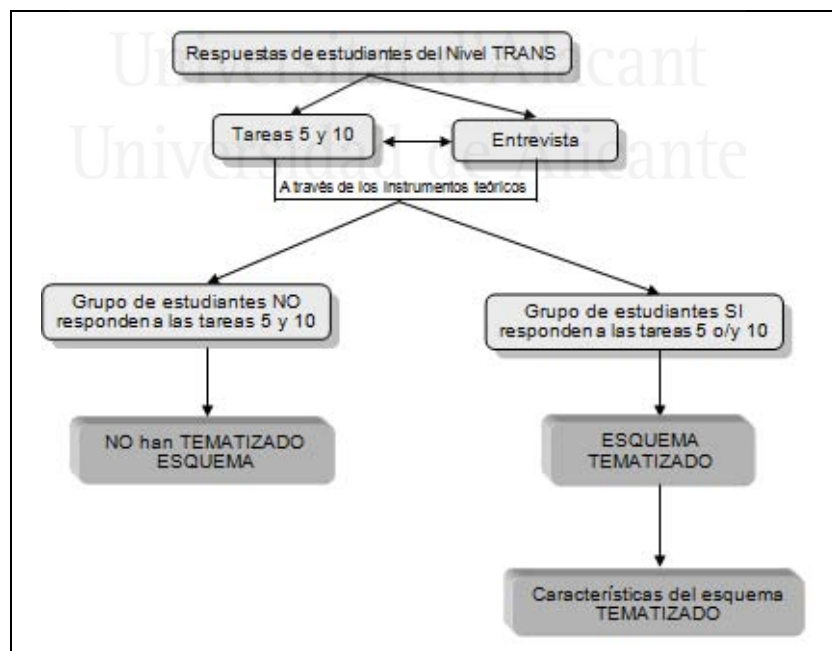 Universitat d'Alacant
Universidad de Alicante
Respuestas de estudiantes del Nivel TRANS
Tareas 5 y 10
Entrevista
A través de los instrumentos teóricos
Grupo de estudiantes NO
responden a las tareas 5 y 10
Grupo de estudiantes SI
responden a las tareas 5 o/y 10
NO han TEMATIZADO
ESQUEMA
ESQUEMA
TEMATIZADO
Características del esquema
TEMATIZADO